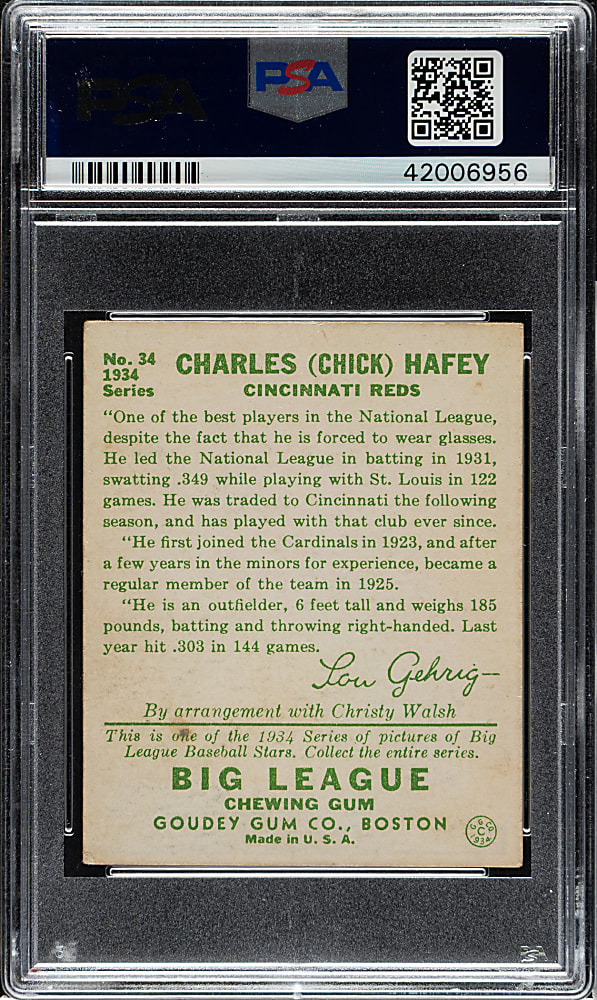 PSA
PSA
42006956
No. 34
1934
Series
CHARLES (CHICK) HAFEY
CINCINNATI REDS
"One of the best players in the National League,
despite the fact that he is forced to wear glasses.
He led the National League in batting in 1931,
swatting .349 while playing with St. Louis in 122
games. He was traded to Cincinnati the following
season, and has played with that club ever since.
"He first joined the Cardinals in 1923, and after
a few years in the minors for experience, became a
regular member of the team in 1925.
"He is an outfielder, 6 feet tall and weighs 185
pounds, batting and throwing right-handed. Last
year hit .303 in 144 games.
Lou Gehrig
By arrangement with Christy Walsh
This is one of the 1934 Series of pictures of Big
League Baseball Stars. Collect the entire series.
BIG LEAGUE
CHEWING GUM
GOUDEY GUM CO., BOSTON
Made in U. S. A.
G. G. CO.
C
1934
PSA